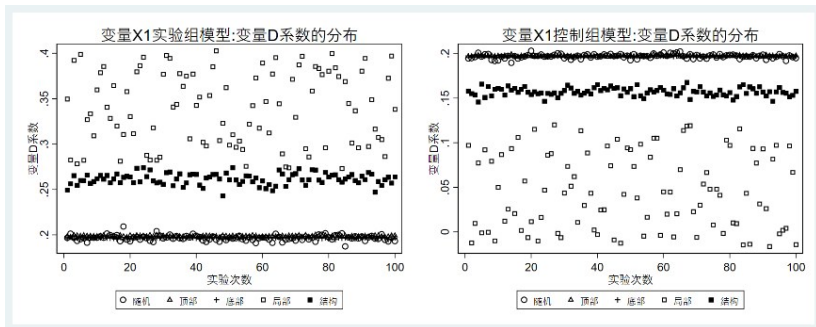 变量X1实验组模型:变量D系数的分布
变量D系数
.4
.35
.3
.25
.2
0
20
40
60
80
100
实验次数
随机 顶部 底部 局部 结构
变量X1控制组模型:变量D系数的分布
变量D系数
.2
.15
.1
.05
0
0
20
40
60
80
100
实验次数
随机 顶部 底部 局部 结构